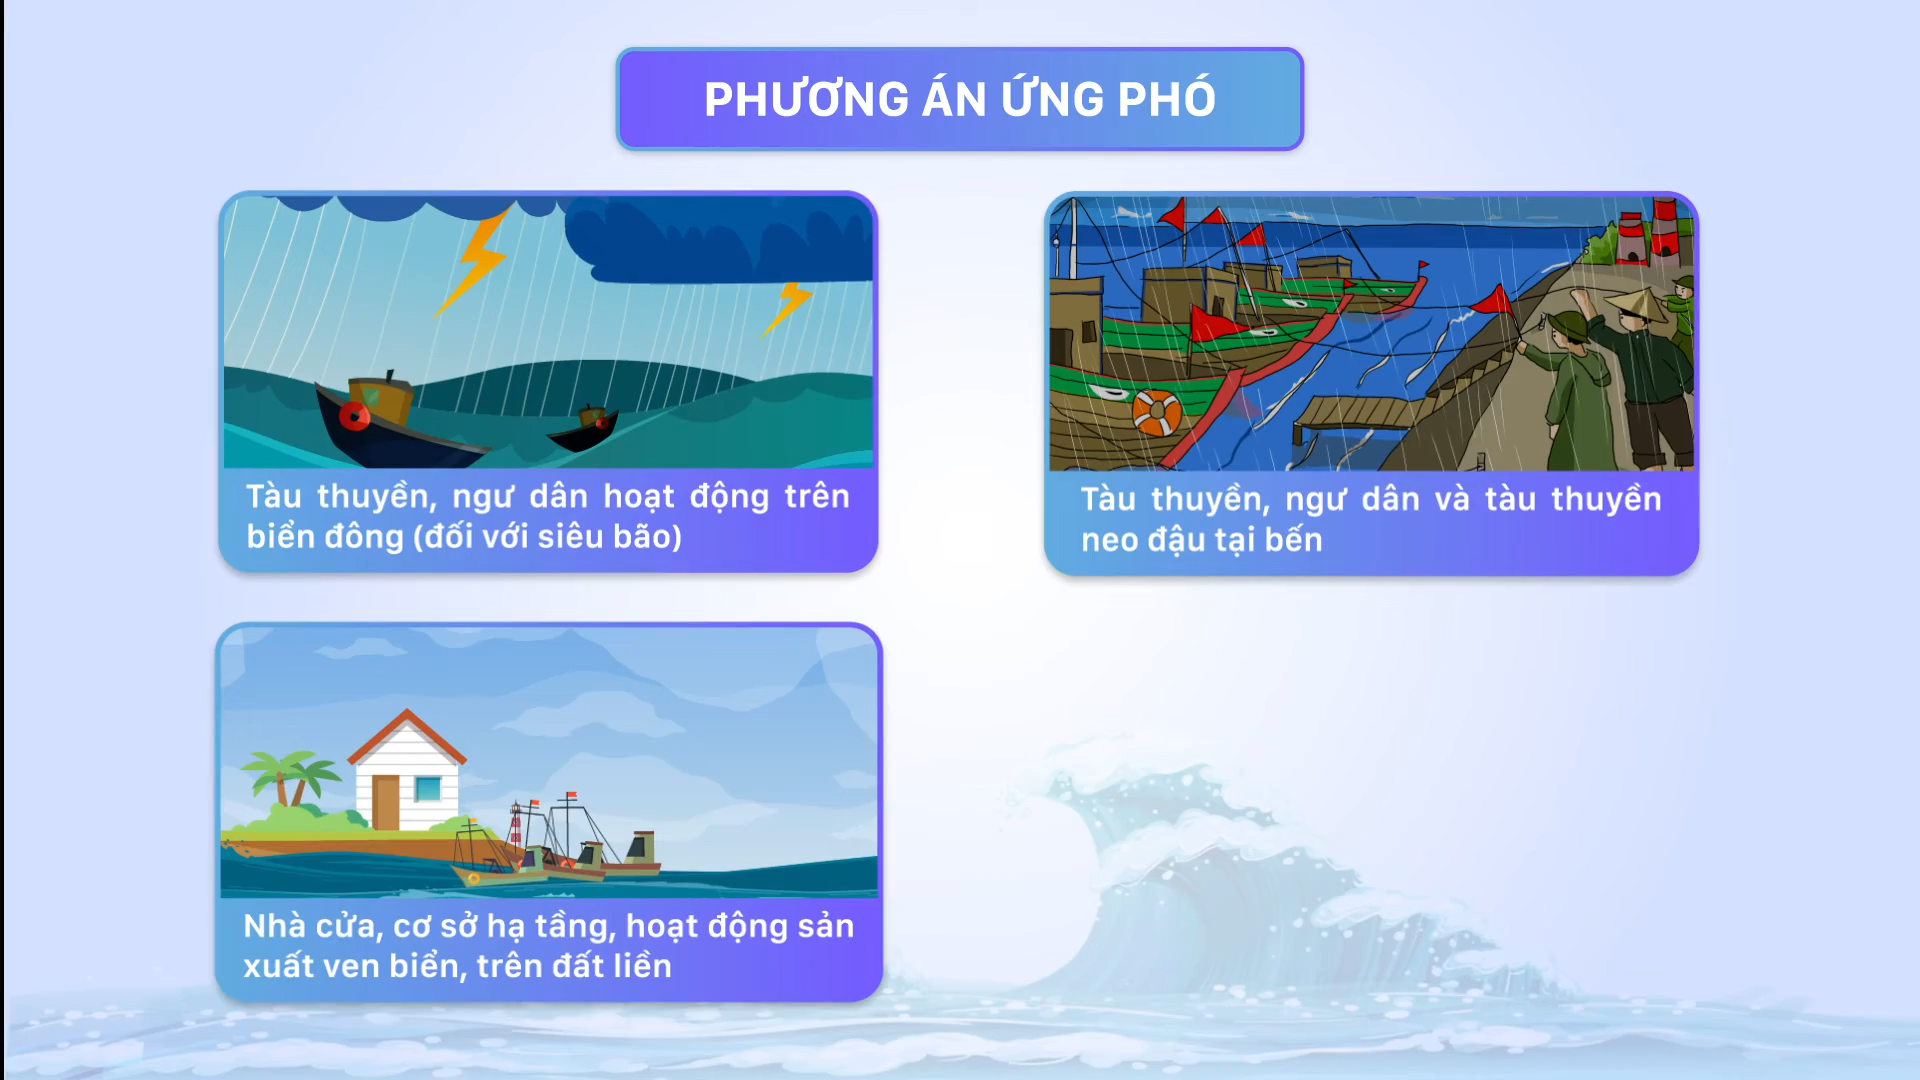 PHƯƠNG ÁN ỨNG PHÓ
Tàu thuyền, ngư dân hoạt động trên
biển đông (đối với siêu bão)
Tàu thuyền, ngư dân và tàu thuyền
neo đậu tại bến
Nhà cửa, cơ sở hạ tầng, hoạt động sản
xuất ven biển, trên đất liền